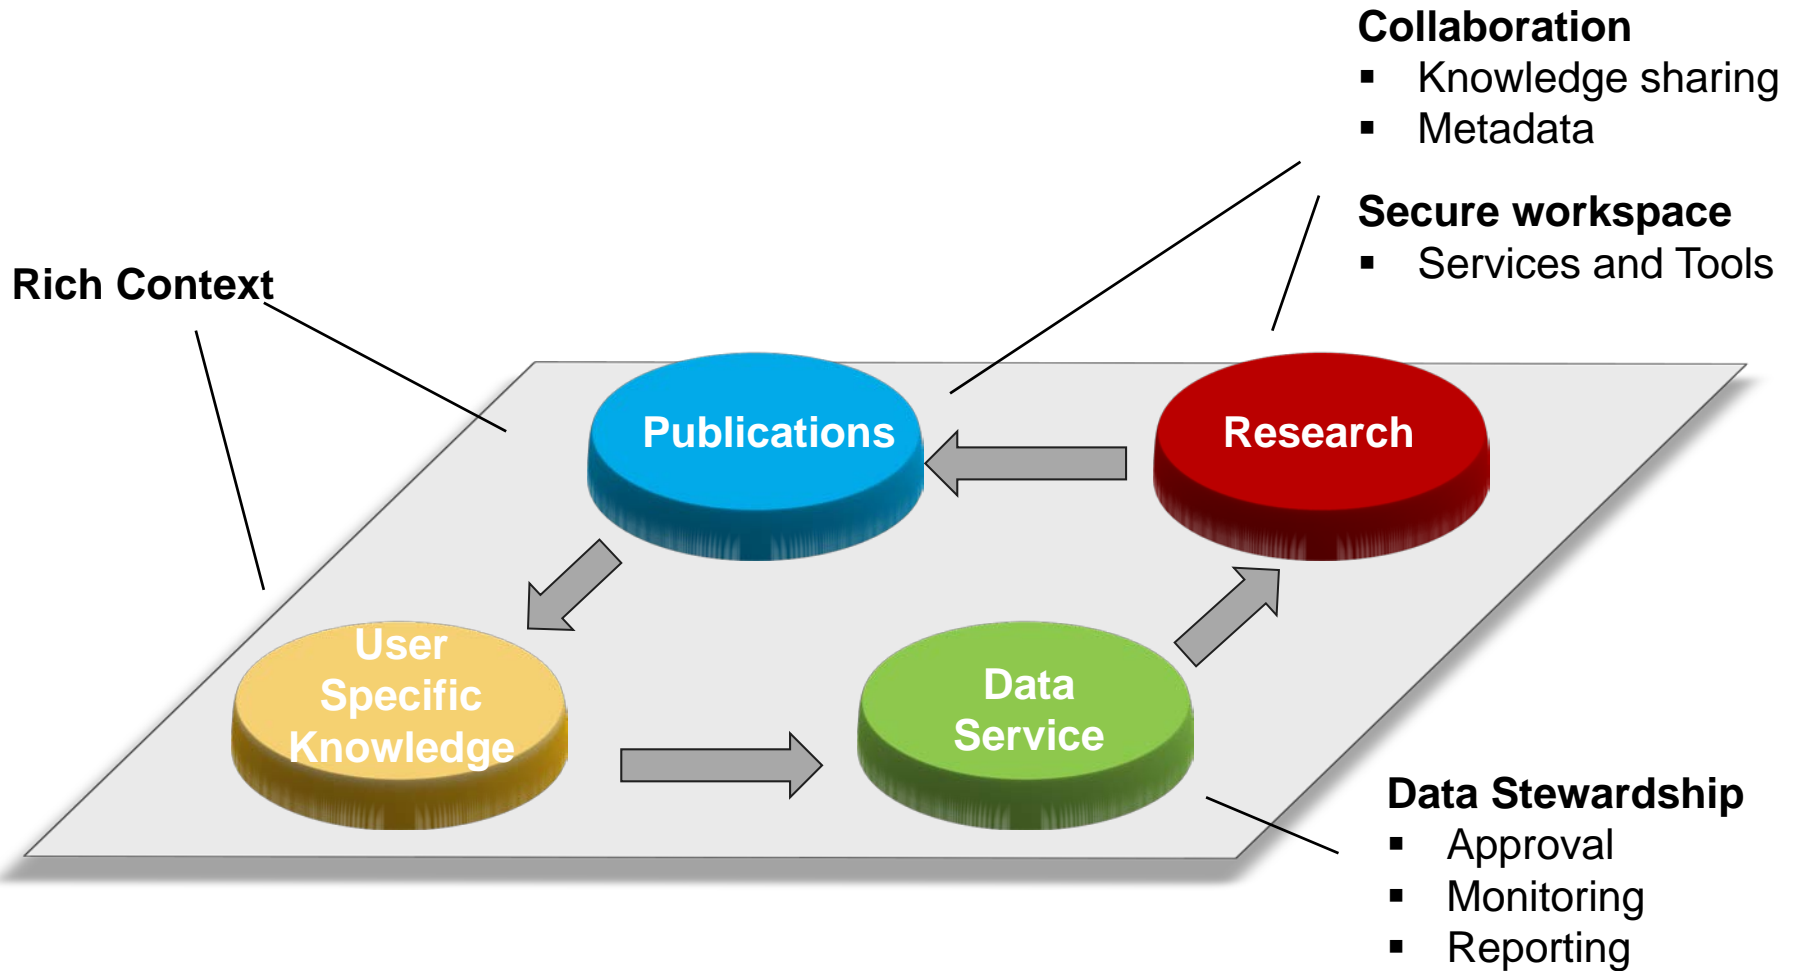 Collaboration
▪ Knowledge sharing
▪ Metadata
Secure workspace
▪ Services and Tools
Rich Context
Publications
Research
User
Specific
Knowledge
Data
Service
Data Stewardship
▪ Approval
▪ Monitoring
▪ Reporting